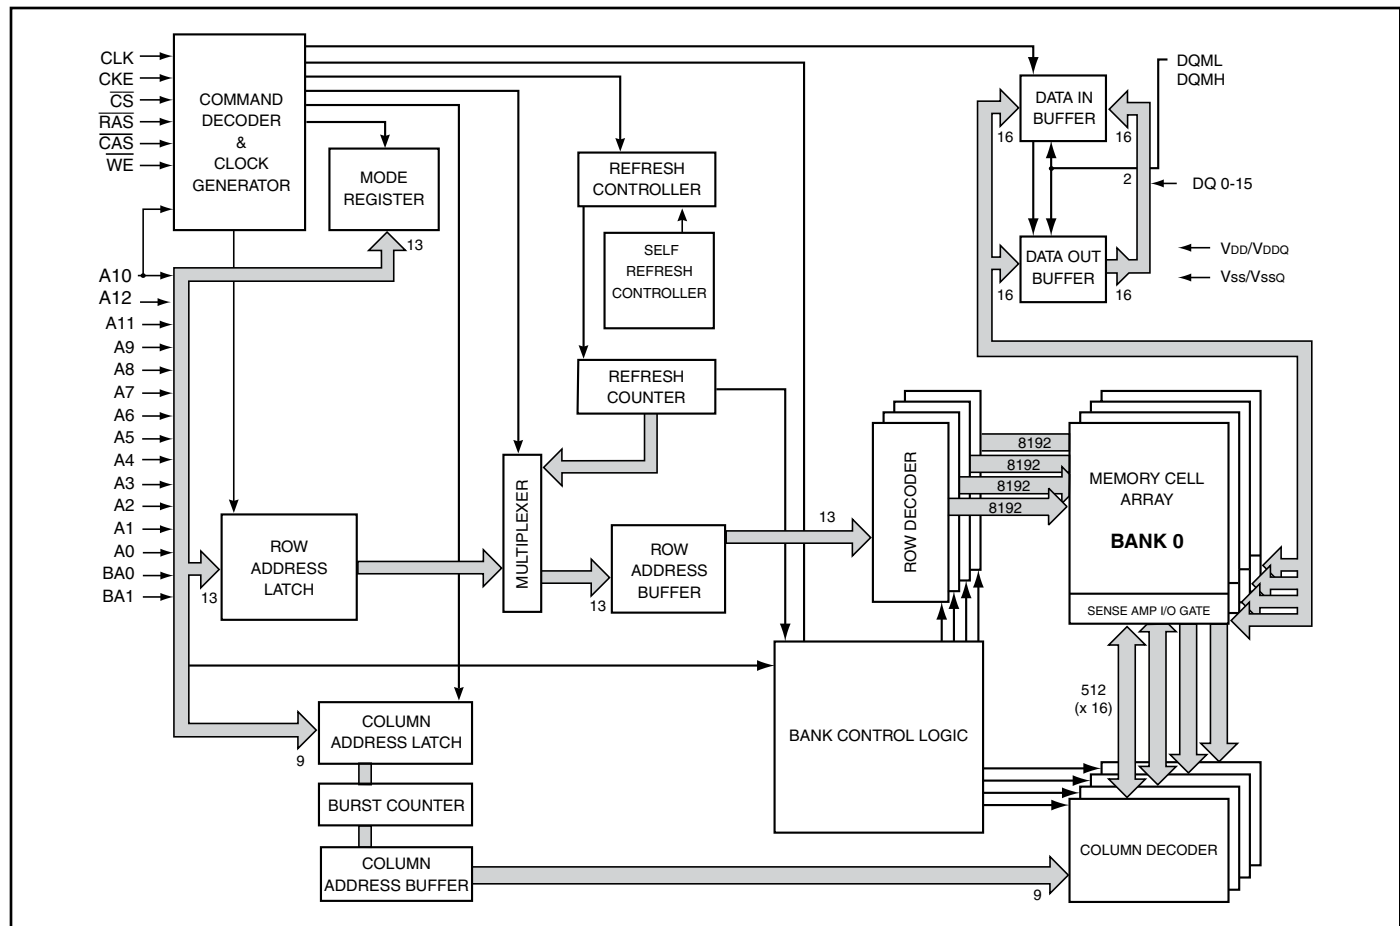 CLK
CKE
CS
RAS
CAS
WE
A10
A12
A11
A9
A8
A7
A6
A5
A4
A3
A2
A1
A0
BA0
BA1
COMMAND
DECODER
&
CLOCK
GENERATOR
MODE
REGISTER
13
REFRESH
CONTROLLER
SELF
REFRESH
CONTROLLER
REFRESH
COUNTER
DATA IN
BUFFER
16
16
DQML
DQMH
2
DQ 0-15
DATA OUT
BUFFER
16
16
VDD/VDDQ
Vss/VssQ
13
ROW
ADDRESS
LATCH
MULTIPLEXER
13
ROW
ADDRESS
BUFFER
13
ROW DECODER
8192
8192
8192
8192
MEMORY CELL
ARRAY
BANK 0
SENSE AMP I/O GATE
512
(x 16)
BANK CONTROL LOGIC
9
COLUMN
ADDRESS LATCH
BURST COUNTER
COLUMN
ADDRESS BUFFER
9
COLUMN DECODER